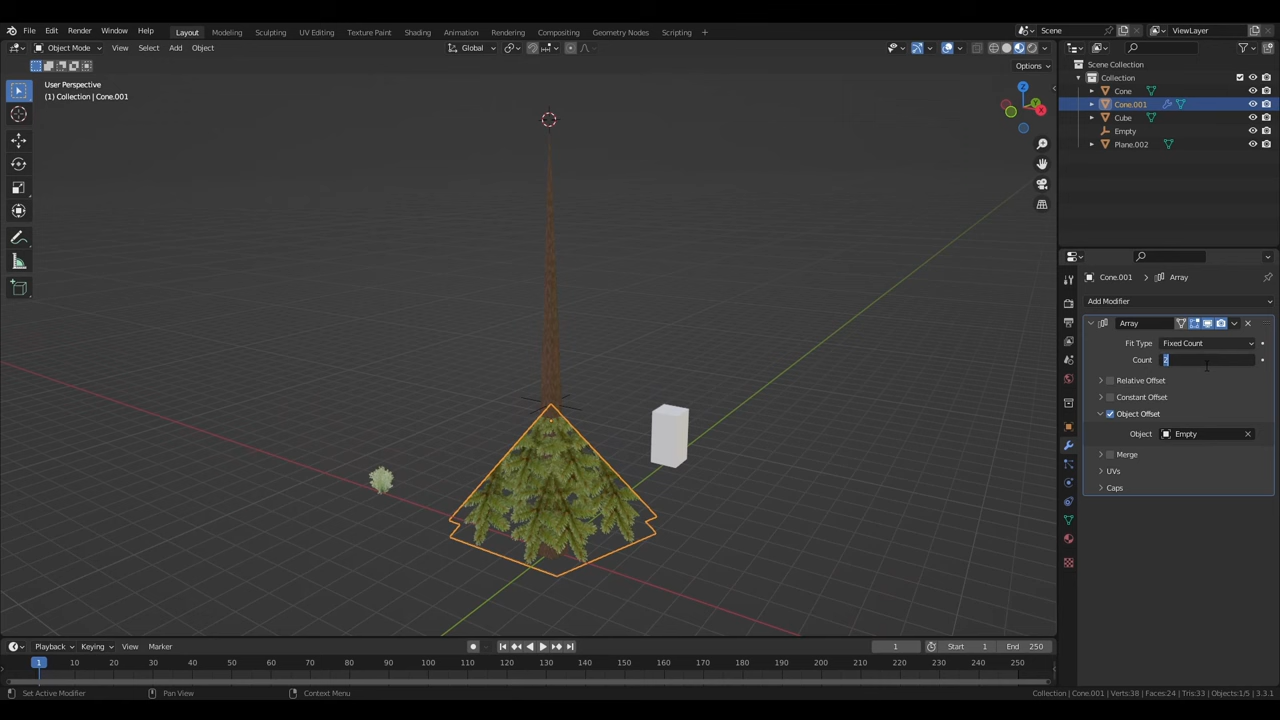 File Edit Render Window Help Layout Modeling Sculpting UV Editing Texture Paint Shading Animation Rendering Compositing Geometry Nodes Scripting + Scene ViewLayer
Object Mode View Select Add Object Global
Options
User Perspective
(1) Collection | Cone.001
Z
Y
X
Scene Collection
Collection
Cone
Cone.001
Cube
Empty
Plane.002
Cone.001 > Array
Add Modifier
Array
Fit Type Fixed Count
Count 2
Relative Offset
Constant Offset
Object Offset
Object Empty
Merge
UVs
Caps
Playback Keying View Marker 1 Start 1 End 250
1 10 20 30 40 50 60 70 80 90 100 110 120 130 140 150 160 170 180 190 200 210 220 230 240 250
Set Active Modifier Pan View Context Menu Collection | Cone.001 | Verts:38 | Faces:24 | Tris:33 | Objects:1/5 | 3.3.1